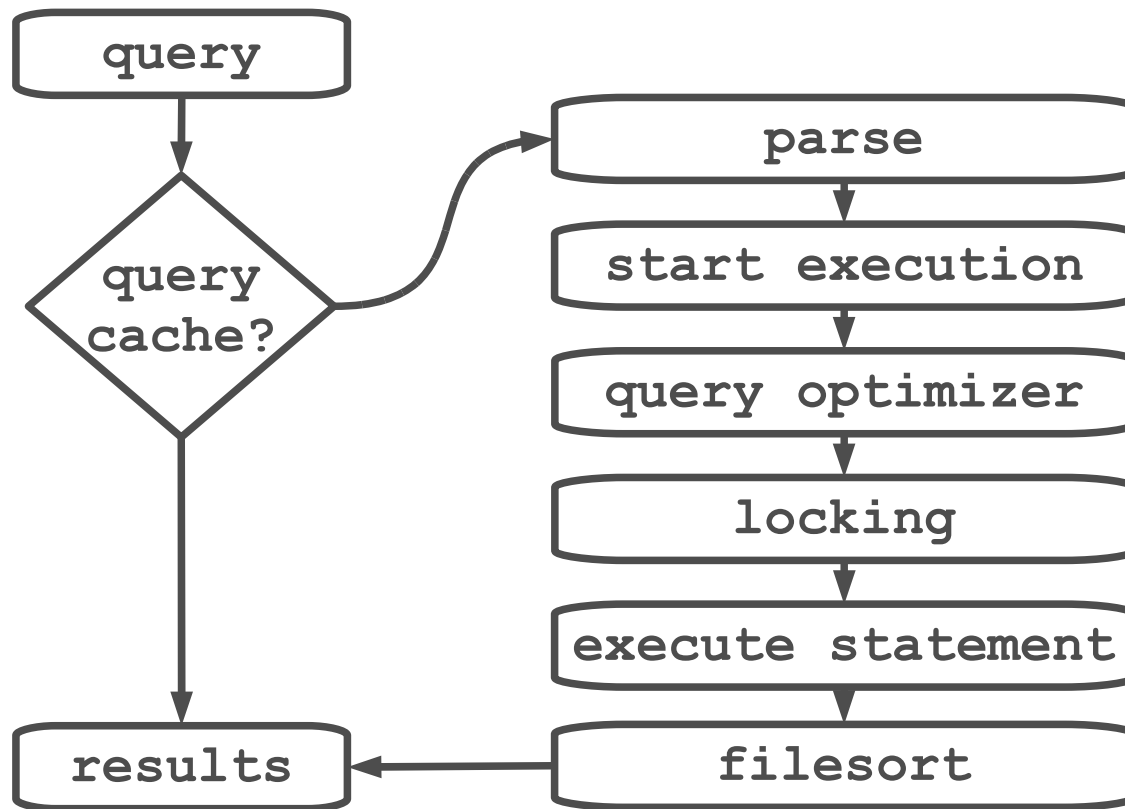 query
query
cache?
parse
start execution
query optimizer
locking
execute statement
filesort
results